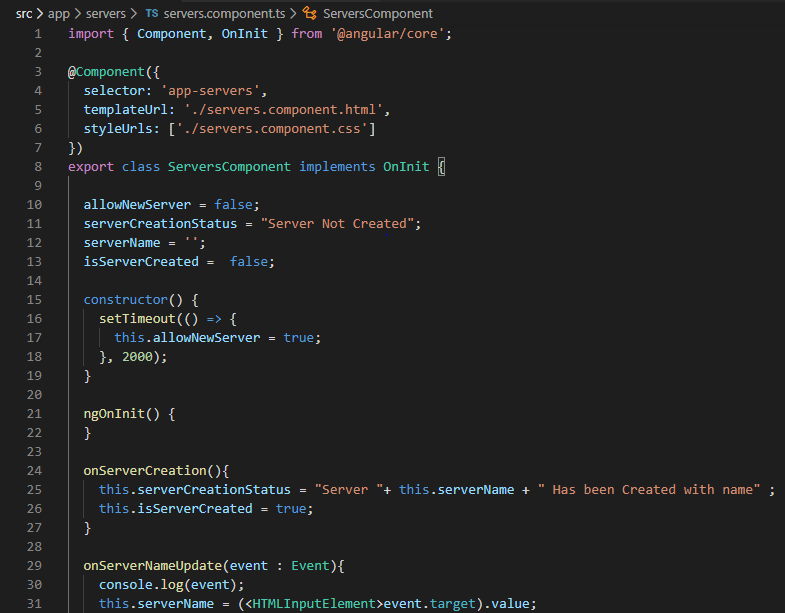 src > app > servers > TS servers.component.ts > ServersComponent
1 import { Component, OnInit } from '@angular/core';
2
3 @Component({
4   selector: 'app-servers',
5   templateUrl: './servers.component.html',
6   styleUrls: ['./servers.component.css']
7 })
8 export class ServersComponent implements OnInit {
9
10   allowNewServer = false;
11   serverCreationStatus = "Server Not Created";
12   serverName = '';
13   isServerCreated =  false;
14
15   constructor() {
16     setTimeout(() => {
17       this.allowNewServer = true;
18     }, 2000);
19   }
20
21   ngOnInit() {
22   }
23
24   onServerCreation(){
25     this.serverCreationStatus = "Server "+ this.serverName + " Has been Created with name" ;
26     this.isServerCreated = true;
27   }
28
29   onServerNameUpdate(event : Event){
30     console.log(event);
31     this.serverName = (<HTMLInputElement>event.target).value;